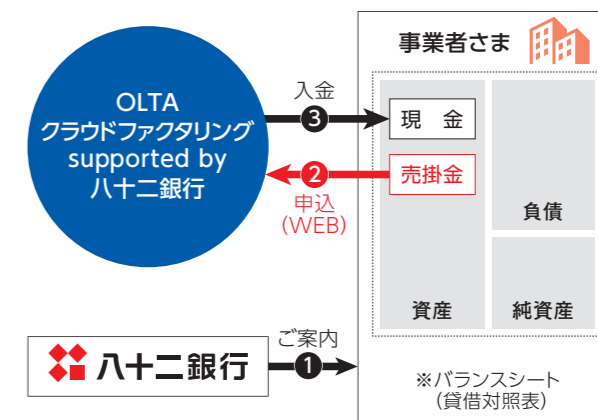 事業者さま
OLTA
クラウドファクタリング
supported by
八十二銀行
入金
3
現 金
2
売掛金
申込
(WEB)
負債
資産
純資産
八十二銀行
ご案内
1
※バランスシート
(貸借対照表)